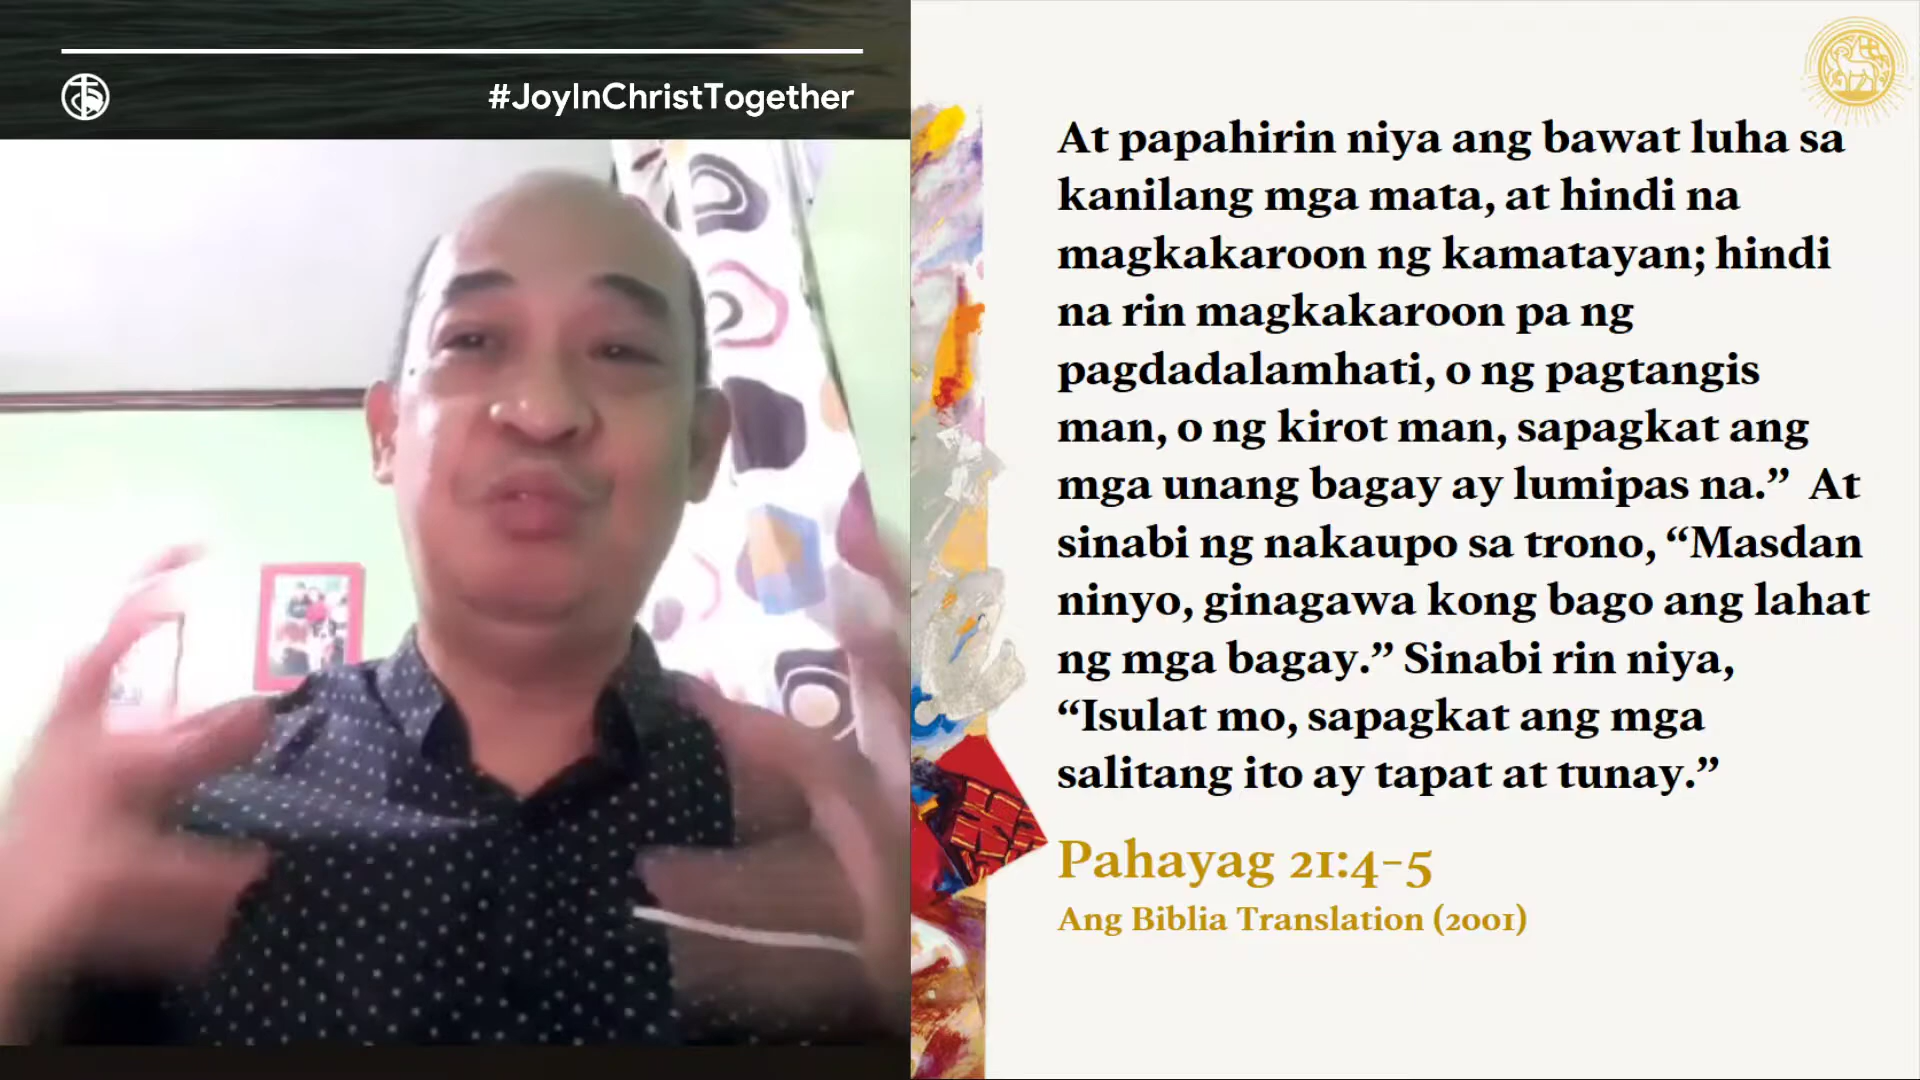 #JoyInChristTogether
At papahirin niya ang bawat luha sa
kanilang mga mata, at hindi na
magkakaroon ng kamatayan; hindi
na rin magkakaroon pa ng
pagdadalamhati, o ng pagtangis
man, o ng kirot man, sapagkat ang
mga unang bagay ay lumipas na.”  At
sinabi ng nakaupo sa trono, “Masdan
ninyo, ginagawa kong bago ang lahat
ng mga bagay.” Sinabi rin niya,
“Isulat mo, sapagkat ang mga
salitang ito ay tapat at tunay.”
Pahayag 21:4-5
Ang Biblia Translation (2001)